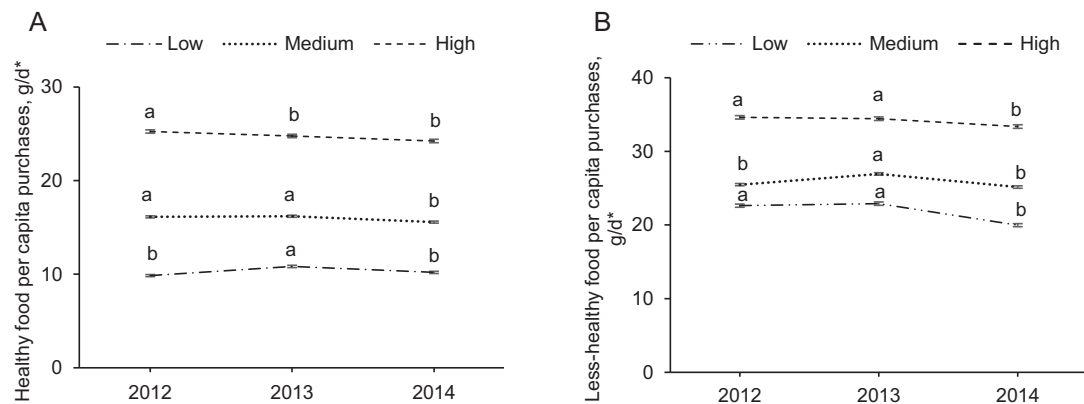 A
Low Medium High
Healthy food per capita purchases, g/d*
30
20
10
0
a b b
a a b
b a b
2012 2013 2014
B
Low Medium High
Less-healthy food per capita purchases,
g/d*
40
30
20
10
0
a a b
b a b
a a b
2012 2013 2014